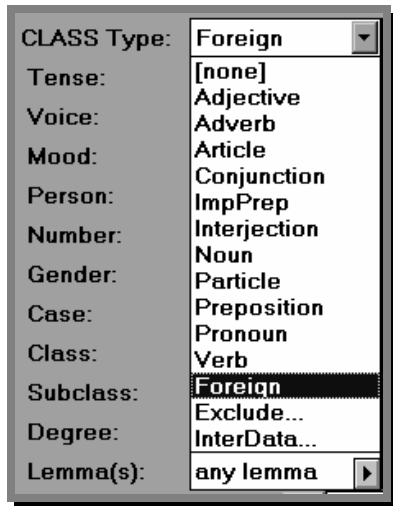 CLASS Type: Foreign
Tense: [none]
Adjective
Voice: Adverb
Mood: Article
Conjunction
Person: ImpPrep
Number: Interjection
Noun
Gender: Particle
Case: Preposition
Pronoun
Class: Verb
Subclass: Foreign
Exclude...
Degree: InterData...
Lemma(s): any lemma